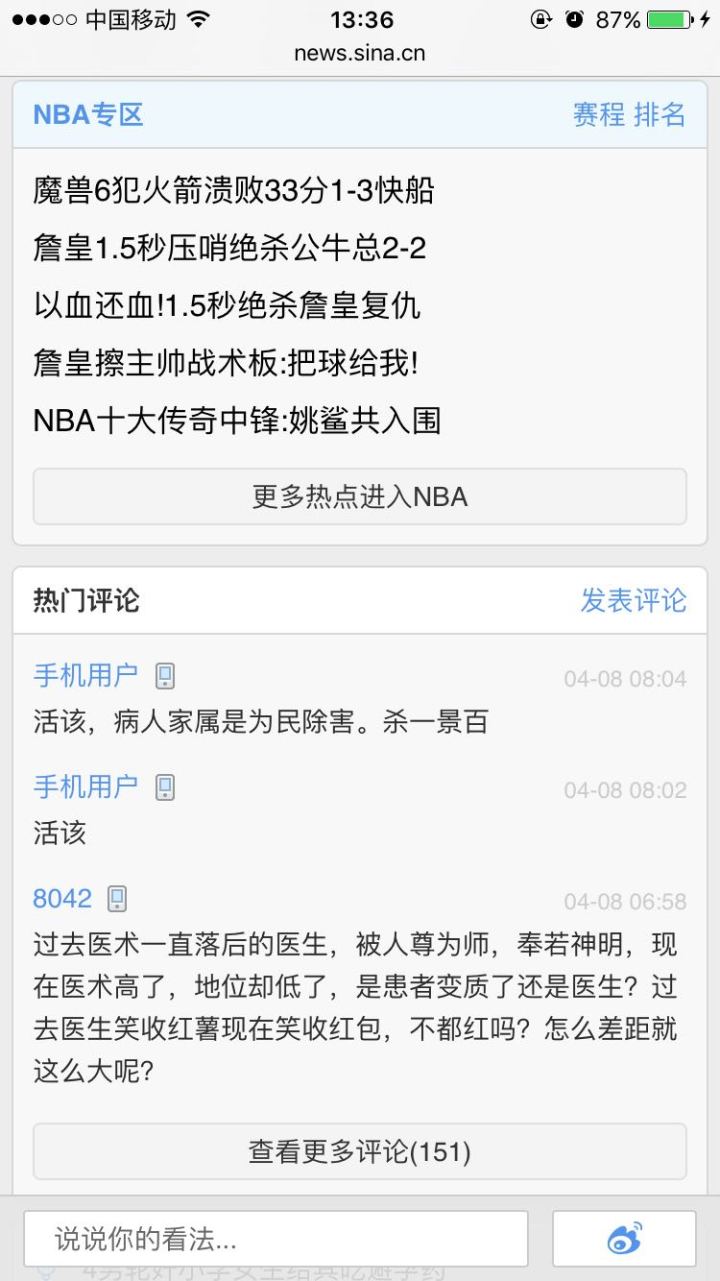 中国移动 13:36 87%
news.sina.cn
NBA专区 赛程 排名
魔兽6犯火箭溃败33分1-3快船
詹皇1.5秒压哨绝杀公牛总2-2
以血还血!1.5秒绝杀詹皇复仇
詹皇擦主帅战术板:把球给我!
NBA十大传奇中锋:姚鲨共入围
更多热点进入NBA
热门评论 发表评论
手机用户 04-08 08:04
活该，病人家属是为民除害。杀一景百
手机用户 04-08 08:02
活该
8042 04-08 06:58
过去医术一直落后的医生，被人尊为师，奉若神明，现
在医术高了，地位却低了，是患者变质了还是医生？过
去医生笑收红薯现在笑收红包，不都红吗？怎么差距就
这么大呢？
查看更多评论(151)
说说你的看法...